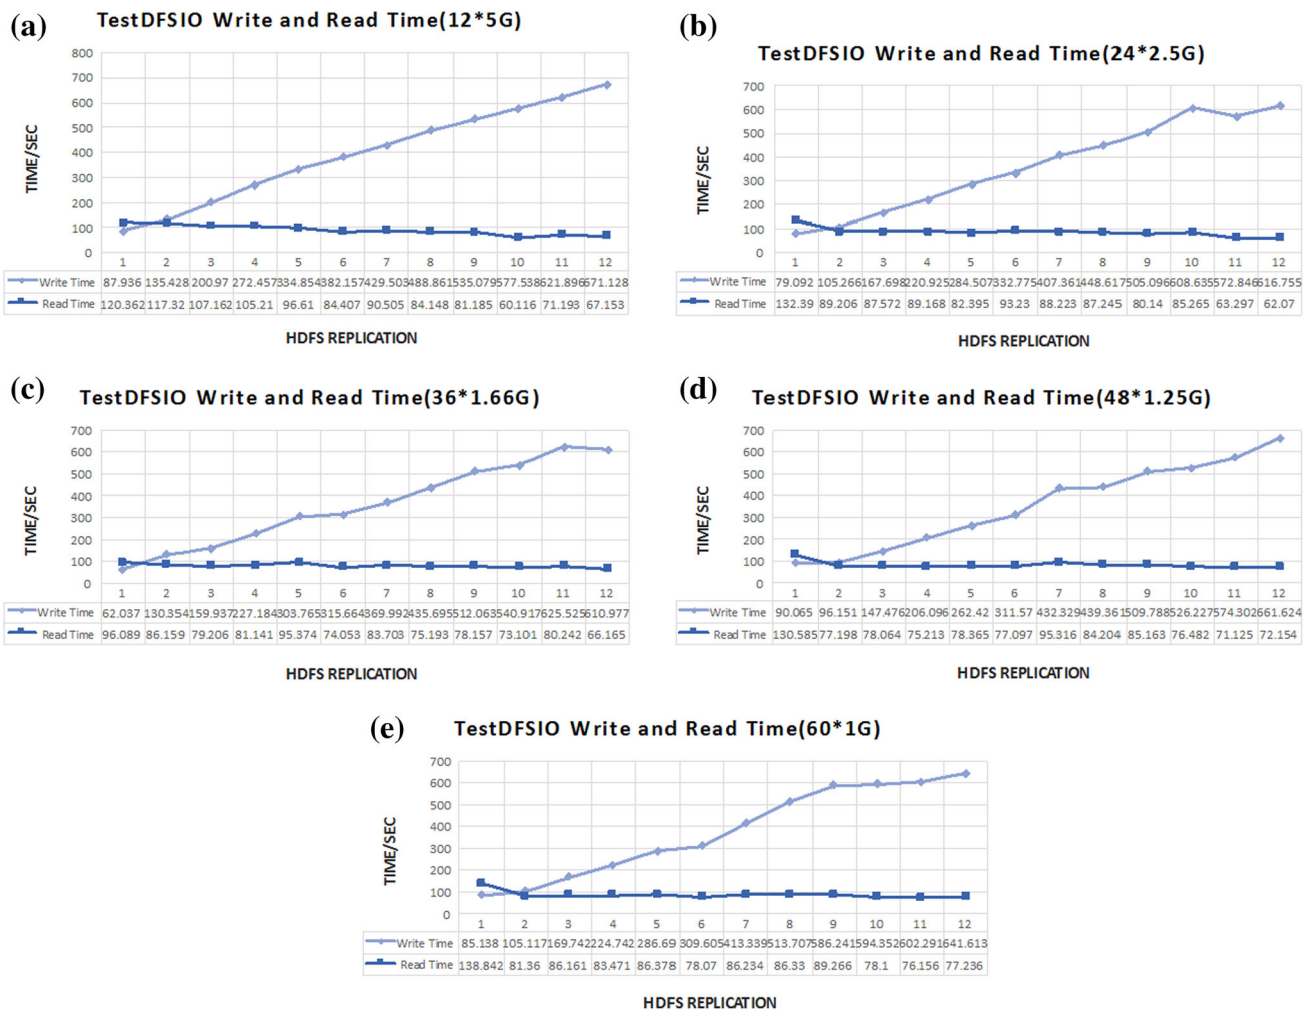 (a)
TestDFSIO Write and Read Time(12*5G)
TIME/SEC
800
700
600
500
400
300
200
100
0
1 2 3 4 5 6 7 8 9 10 11 12
Write Time 87.936 135.428 200.97 272.457 334.854 382.157 429.503 488.861 535.079 577.538 621.896 671.128
Read Time 120.362 117.32 107.162 105.21 96.61 84.407 90.505 84.148 81.185 60.116 71.193 67.153
HDFS REPLICATION
(b)
TestDFSIO Write and Read Time(24*2.5G)
TIME/SEC
700
600
500
400
300
200
100
0
1 2 3 4 5 6 7 8 9 10 11 12
Write Time 79.092 105.266 167.698 220.925 284.507 332.775 407.361 448.617 505.096 608.635 572.846 616.755
Read Time 132.39 89.206 87.572 89.168 82.395 93.23 88.223 87.245 80.14 85.265 63.297 62.07
HDFS REPLICATION
(c)
TestDFSIO Write and Read Time(36*1.66G)
TIME/SEC
700
600
500
400
300
200
100
0
1 2 3 4 5 6 7 8 9 10 11 12
Write Time 62.037 130.354 159.937 227.184 303.765 315.664 369.992 435.695 512.063 540.917 625.525 610.977
Read Time 96.089 86.159 79.206 81.141 95.374 74.053 83.703 75.193 78.157 73.101 80.242 66.165
HDFS REPLICATION
(d)
TestDFSIO Write and Read Time(48*1.25G)
TIME/SEC
700
600
500
400
300
200
100
0
1 2 3 4 5 6 7 8 9 10 11 12
Write Time 90.065 96.151 147.476 206.096 262.42 311.57 432.329 439.361 509.788 526.227 574.302 661.624
Read Time 130.585 77.198 78.064 75.213 78.365 77.097 95.316 84.204 85.163 76.482 71.125 72.154
HDFS REPLICATION
(e)
TestDFSIO Write and Read Time(60*1G)
TIME/SEC
700
600
500
400
300
200
100
0
1 2 3 4 5 6 7 8 9 10 11 12
Write Time 85.138 105.117 169.742 224.742 286.69 309.605 413.339 513.707 586.241 594.352 602.291 641.613
Read Time 138.842 81.36 86.161 83.471 86.378 78.07 86.234 86.33 89.266 78.1 76.156 77.236
HDFS REPLICATION